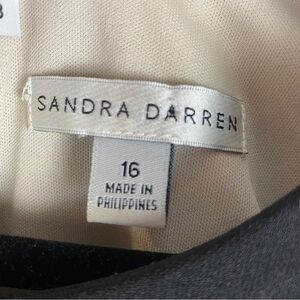 SANDRA DARREN
16
MADE IN
PHILIPPINES